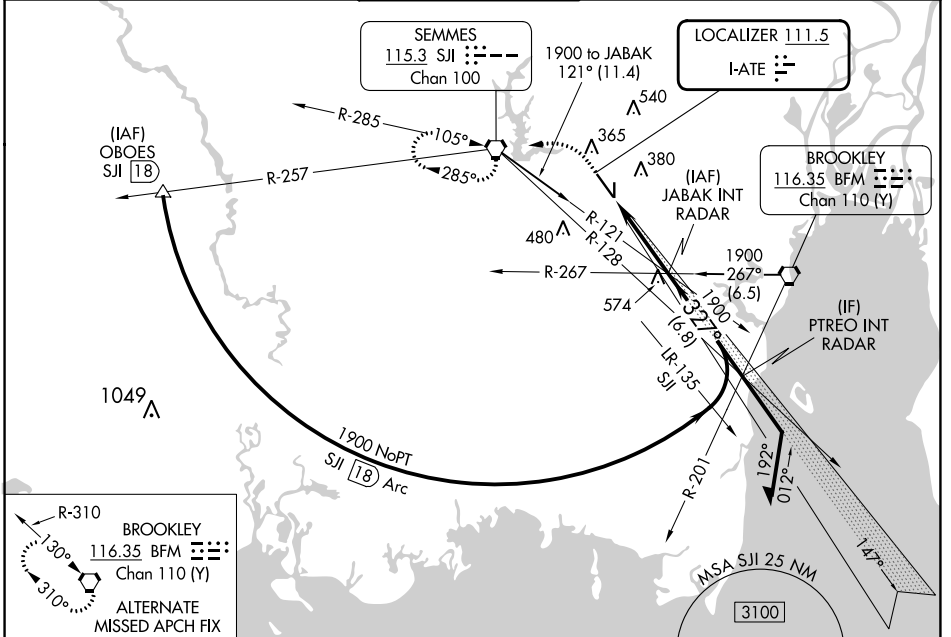 SEMMES
115.3 SJI
Chan 100
1900 to JABAK
121° (11.4)
LOCALIZER 111.5
I-ATE
540
365
380
R-285
105°
285°
(IAF)
OBOES
SJI 18
R-257
BROOKLEY
116.35 BFM
Chan 110 (Y)
(IAF)
JABAK INT
RADAR
R-121
R-128
480
R-267
1900
267°
(6.5)
574
1900
327°
(6.8)
(IF)
PTREO INT
RADAR
LR-135
SJI
1049
1900 NoPT
SJI 18 Arc
R-201
192°
012°
147°
R-310
130°
310°
BROOKLEY
116.35 BFM
Chan 110 (Y)
ALTERNATE
MISSED APCH FIX
MSA SJI 25 NM
3100